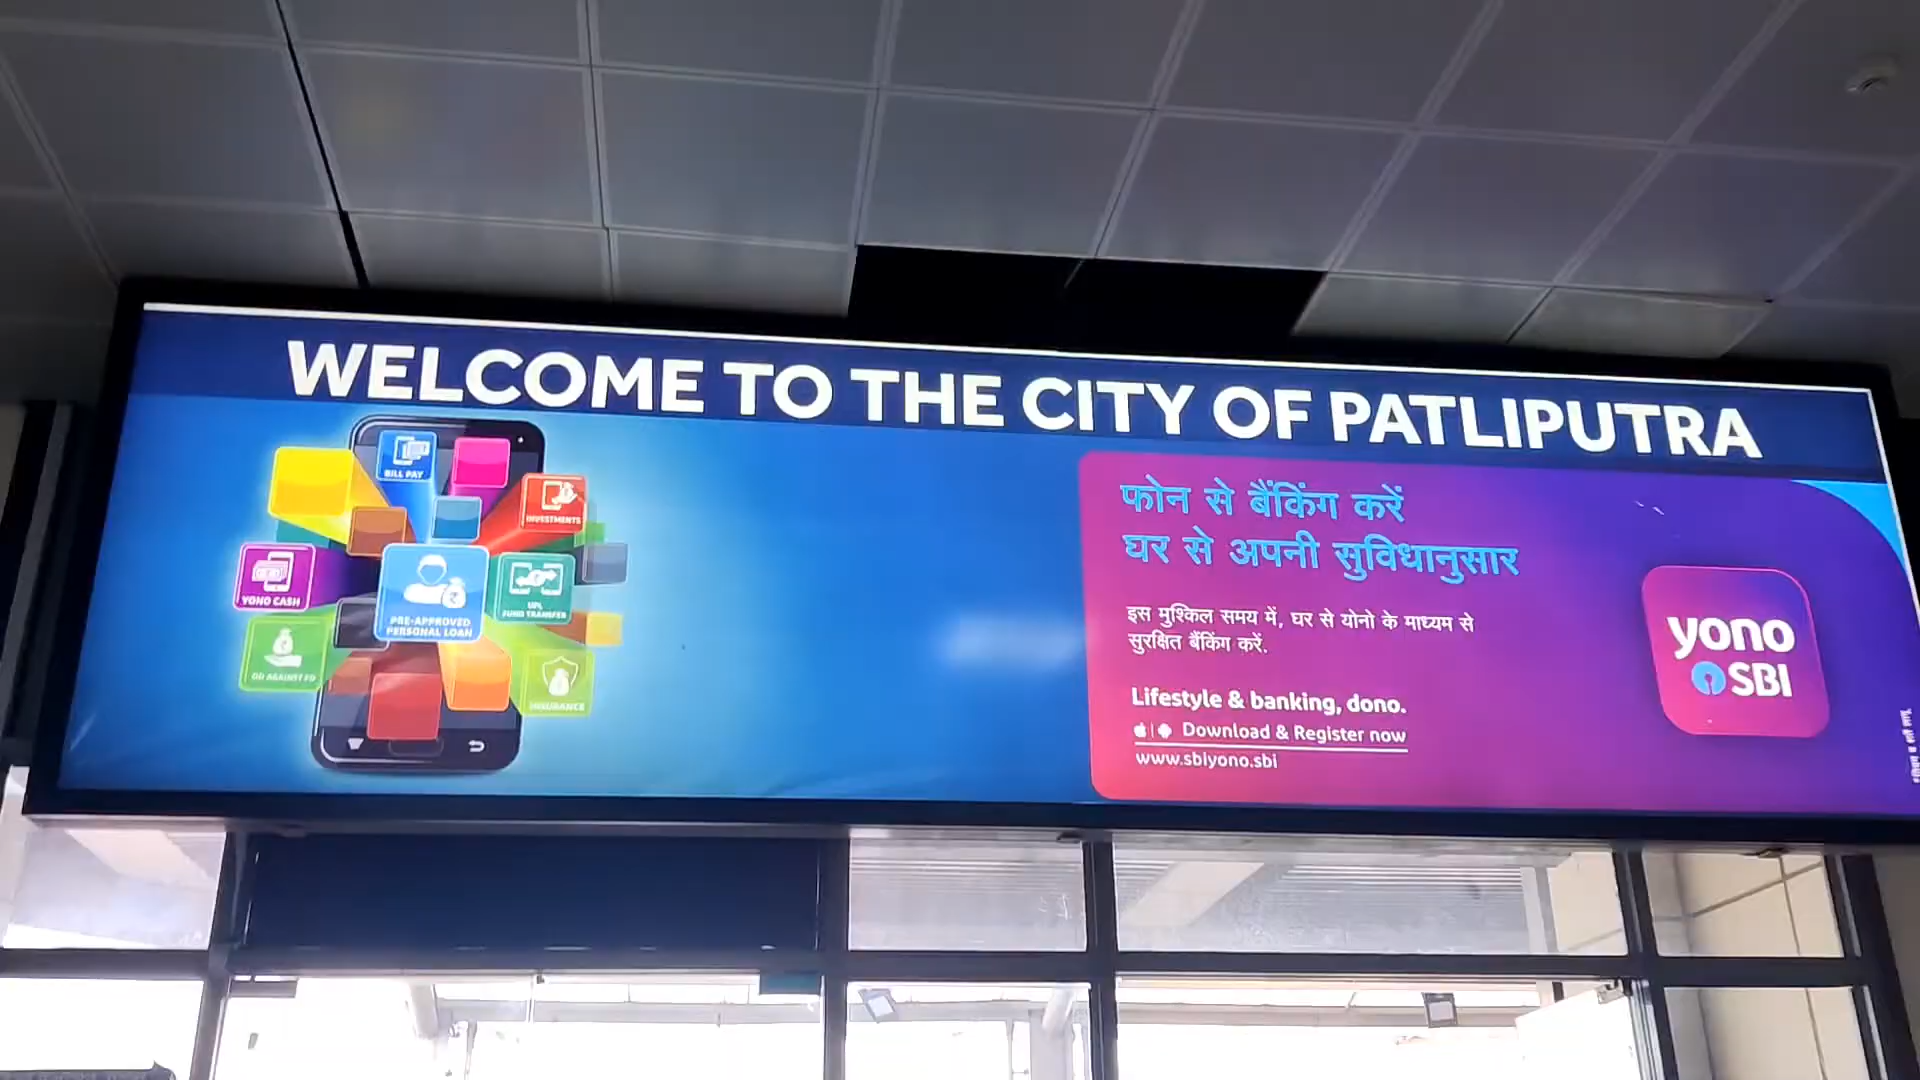 WELCOME TO THE CITY OF PATLIPUTRA
BILL PAY
INVESTMENTS
YONO CASH
PRE-APPROVED
PERSONAL LOAN
UPI
FUND TRANSFER
OD AGAINST FD
INSURANCE
फोन से बैंकिंग करें
घर से अपनी सुविधानुसार
इस मुश्किल समय में, घर से योनो के माध्यम से
सुरक्षित बैंकिंग करें.
Lifestyle & banking, dono.
Download & Register now
www.sbiyono.sbi
yono
SBI